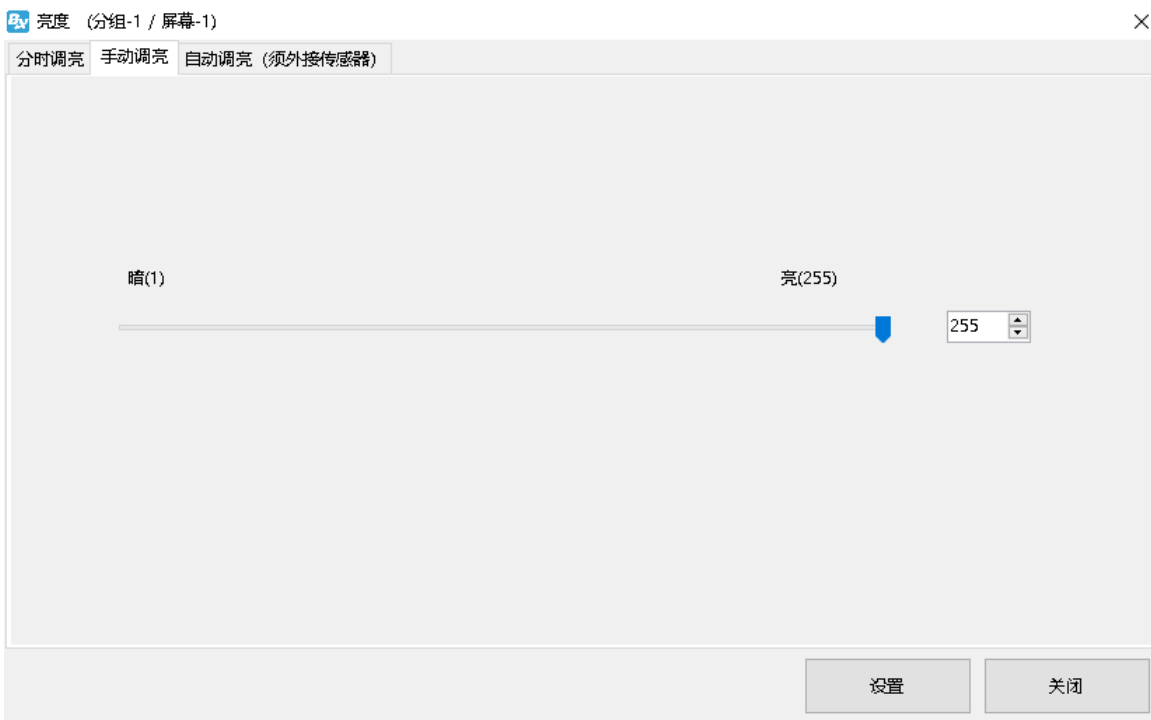 BX 亮度 (分组-1 / 屏幕-1)
分时调亮 手动调亮 自动调亮 (须外接传感器)
暗(1) 亮(255)
255
设置 关闭